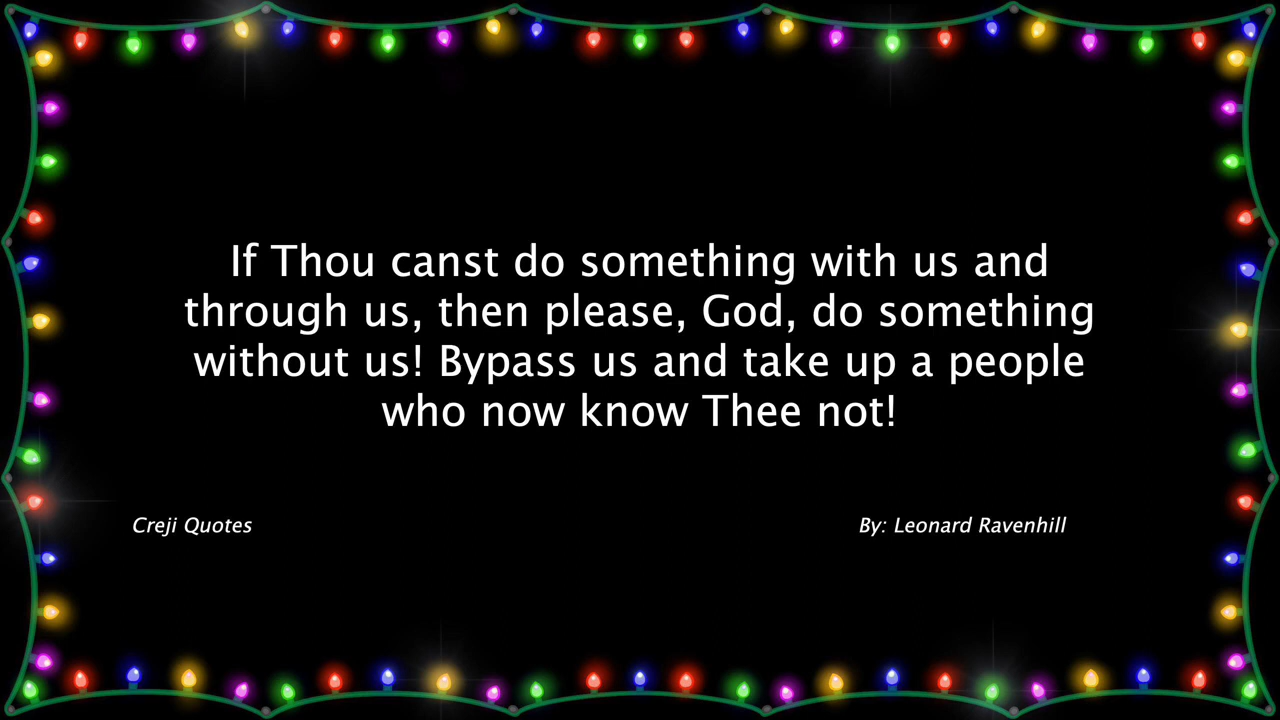 If Thou canst do something with us and
through us, then please, God, do something
without us! Bypass us and take up a people
who now know Thee not!
Creji Quotes
By: Leonard Ravenhill